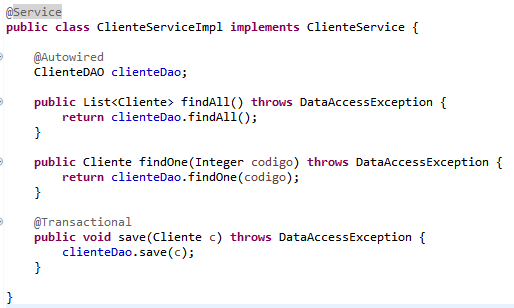 @Service
public class ClienteServiceImpl implements ClienteService {
@Autowired
ClienteDAO clienteDao;
public List<Cliente> findAll() throws DataAccessException {
return clienteDao.findAll();
}
public Cliente findOne(Integer codigo) throws DataAccessException {
return clienteDao.findOne(codigo);
}
@Transactional
public void save(Cliente c) throws DataAccessException {
clienteDao.save(c);
}
}